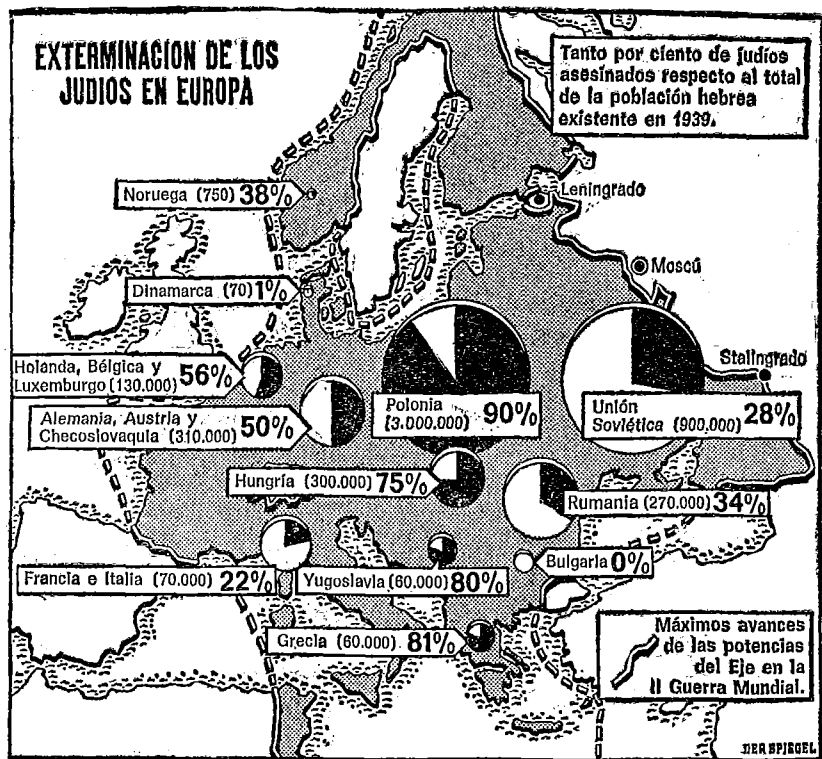 EXTERMINACION DE LOS
JUDIOS EN EUROPA
Tanto por ciento de judíos
asesinados respecto al total
de la población hebrea
existente en 1939.
Noruega (750) 38%
Leningrado
Moscú
Dinamarca (70) 1%
Stalingrado
Holanda, Bélgica y
Luxemburgo (130.000) 56%
Alemania, Austria y
Checoslovaquia (310.000) 50%
Polonia
(3.000.000) 90%
Unión
Soviética (900.000) 28%
Hungría (300.000) 75%
Rumania (270.000) 34%
Francia e Italia (70.000) 22%
Yugoslavia (60.000) 80%
Bulgaria 0%
Grecia (60.000) 81%
Máximos avances
de las potencias
del Eje en la
II Guerra Mundial.
DER SPIEGEL